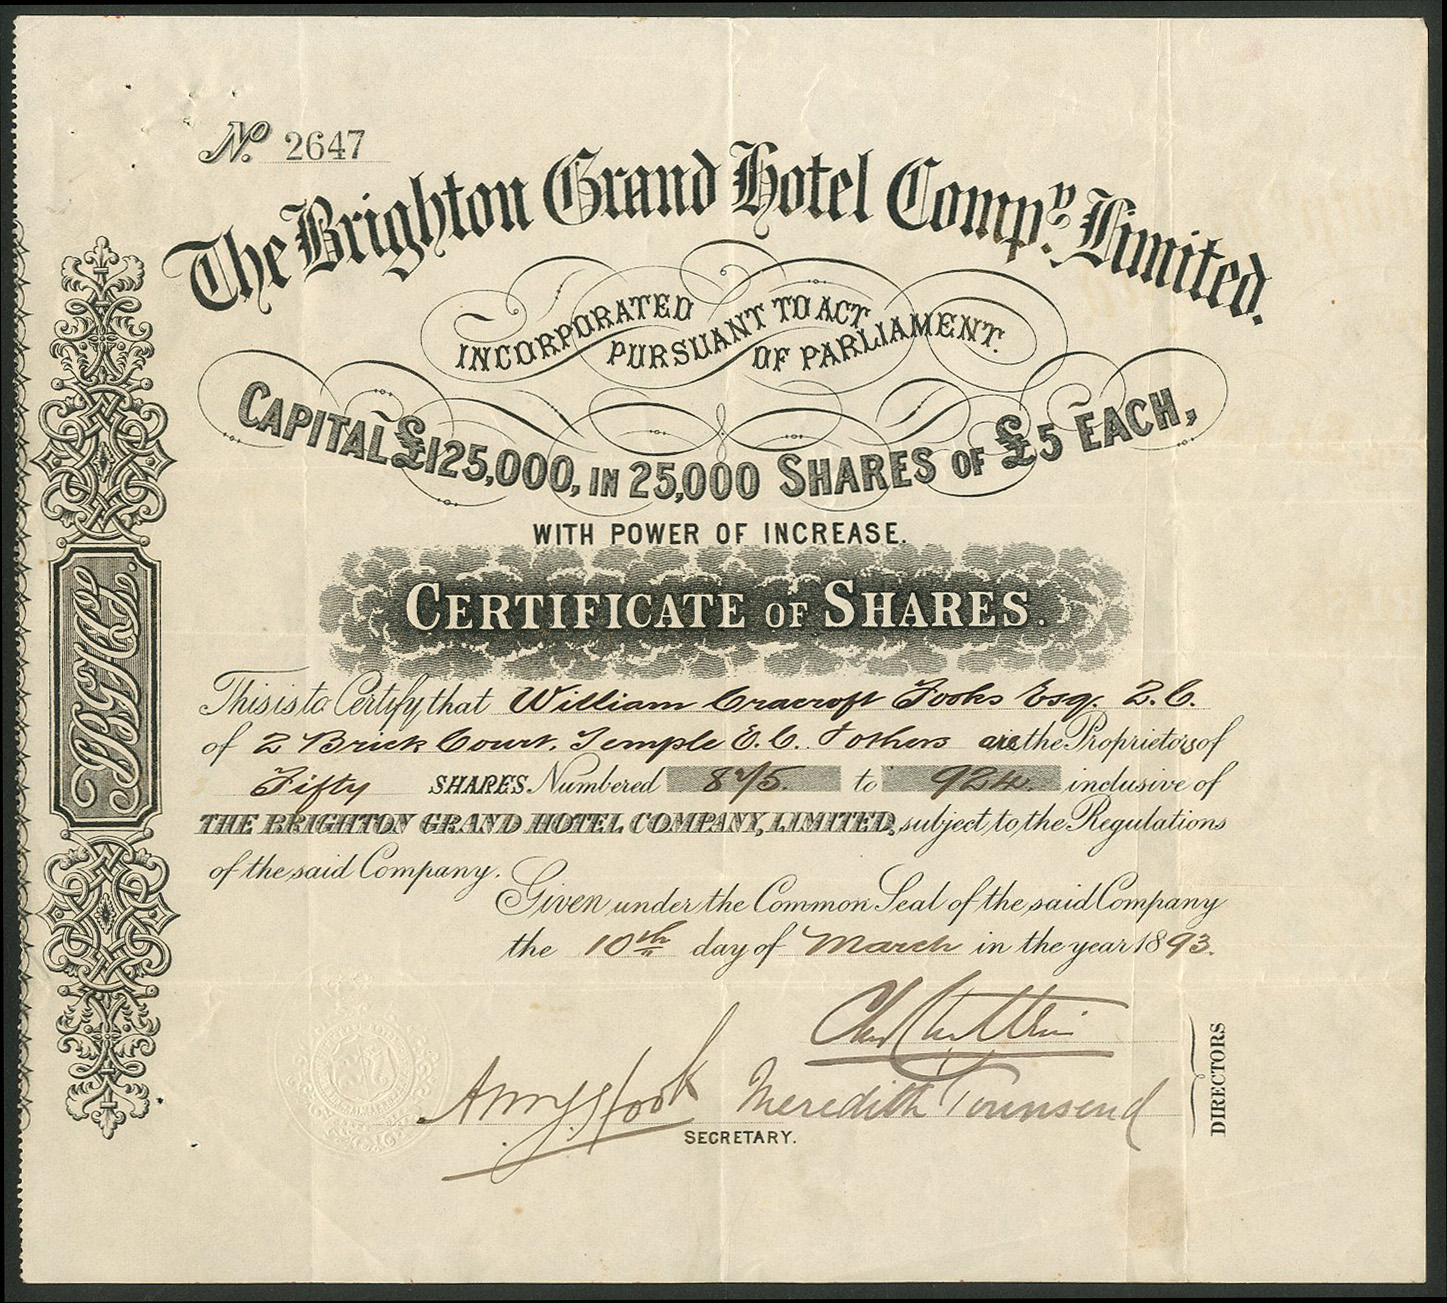 No. 2647
The Brighton Grand Hotel Compy. Limited.
INCORPORATED PURSUANT TO ACT OF PARLIAMENT.
CAPITAL £125,000, IN 25,000 SHARES OF £5 EACH,
WITH POWER OF INCREASE.
CERTIFICATE OF SHARES.
This is to Certify that William Cracroft Fooks Esq. Q.C.
of 2 Brick Court, Temple E.C. & others are the Proprietors of
Fifty SHARES Numbered 875. to 924. inclusive of
THE BRIGHTON GRAND HOTEL COMPANY, LIMITED, subject to the Regulations
of the said Company.
Given under the Common Seal of the said Company
the 10th day of March in the year 1893.
Meredith Townsend
SECRETARY.
DIRECTORS
B.G.H.Co. L.